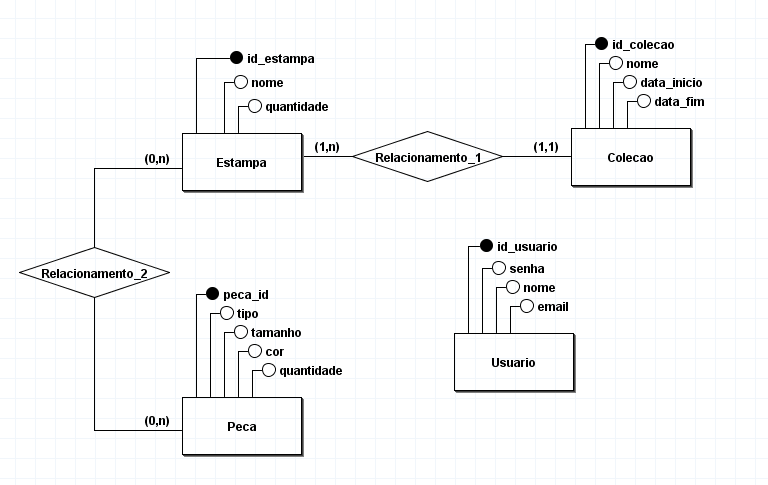 id_estampa
nome
quantidade
(0,n)
Estampa
(1,n)
Relacionamento_1
(1,1)
id_colecao
nome
data_inicio
data_fim
Colecao
Relacionamento_2
peca_id
tipo
tamanho
cor
quantidade
(0,n)
Peca
id_usuario
senha
nome
email
Usuario